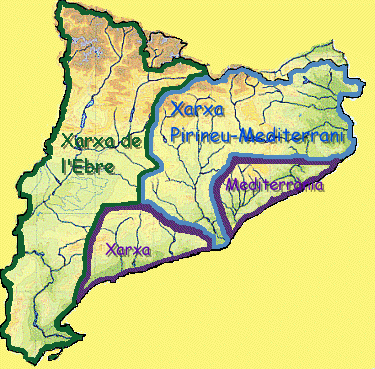 Xarxa
Pirineu-Mediterrani
Xarxa de
l'Ebre
Mediterrània
Xarxa